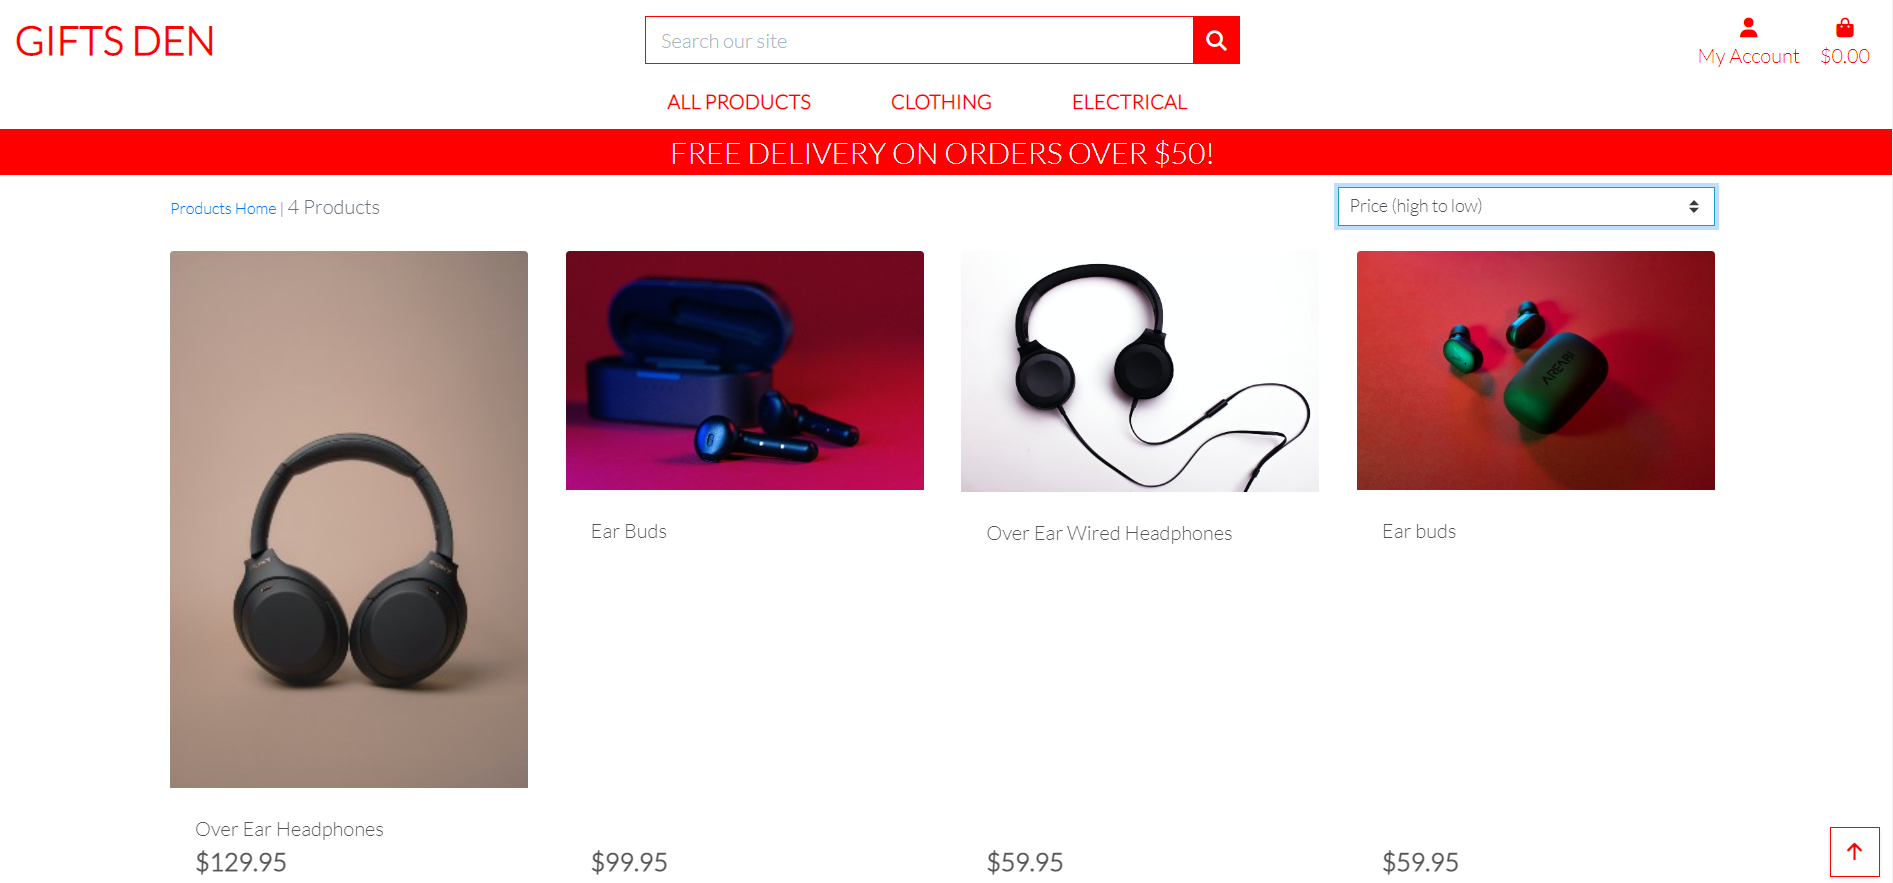 GIFTS DEN
Search our site
My Account
$0.00
ALL PRODUCTS
CLOTHING
ELECTRICAL
FREE DELIVERY ON ORDERS OVER $50!
Products Home | 4 Products
Price (high to low)
SONY
AREABI
Ear Buds
Over Ear Wired Headphones
Ear buds
Over Ear Headphones
$129.95
$99.95
$59.95
$59.95